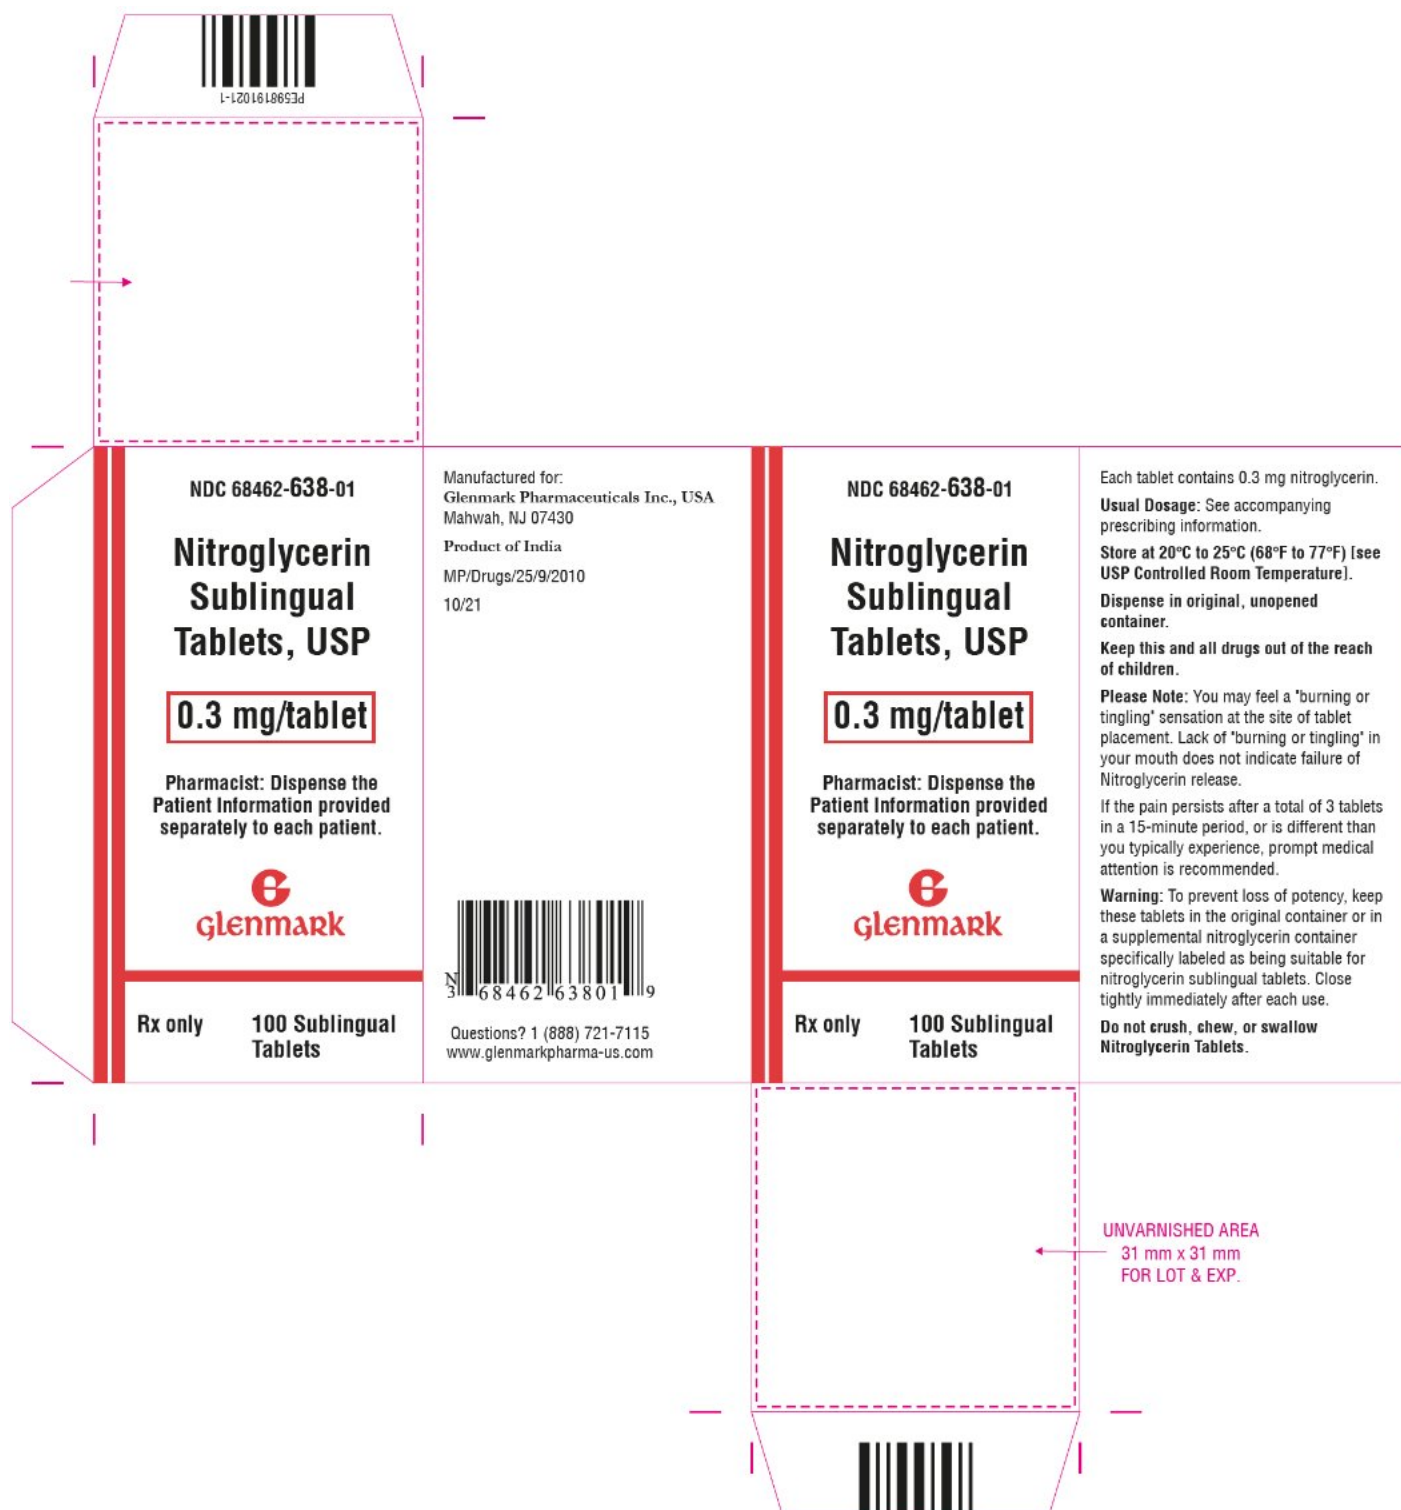 PE598191021-1
NDC 68462-638-01
Nitroglycerin
Sublingual
Tablets, USP
0.3 mg/tablet
Pharmacist: Dispense the
Patient Information provided
separately to each patient.
glenmark
Rx only
100 Sublingual
Tablets
Manufactured for:
Glenmark Pharmaceuticals Inc., USA
Mahwah, NJ 07430
Product of India
MP/Drugs/25/9/2010
10/21
N
3 68462 63801 9
Questions? 1 (888) 721-7115
www.glenmarkpharma-us.com
NDC 68462-638-01
Nitroglycerin
Sublingual
Tablets, USP
0.3 mg/tablet
Pharmacist: Dispense the
Patient Information provided
separately to each patient.
glenmark
Rx only
100 Sublingual
Tablets
Each tablet contains 0.3 mg nitroglycerin.
Usual Dosage: See accompanying
prescribing information.
Store at 20°C to 25°C (68°F to 77°F) [see
USP Controlled Room Temperature].
Dispense in original, unopened
container.
Keep this and all drugs out of the reach
of children.
Please Note: You may feel a "burning or
tingling" sensation at the site of tablet
placement. Lack of "burning or tingling" in
your mouth does not indicate failure of
Nitroglycerin release.
If the pain persists after a total of 3 tablets
in a 15-minute period, or is different than
you typically experience, prompt medical
attention is recommended.
Warning: To prevent loss of potency, keep
these tablets in the original container or in
a supplemental nitroglycerin container
specifically labeled as being suitable for
nitroglycerin sublingual tablets. Close
tightly immediately after each use.
Do not crush, chew, or swallow
Nitroglycerin Tablets.
UNVARNISHED AREA
31 mm x 31 mm
FOR LOT & EXP.